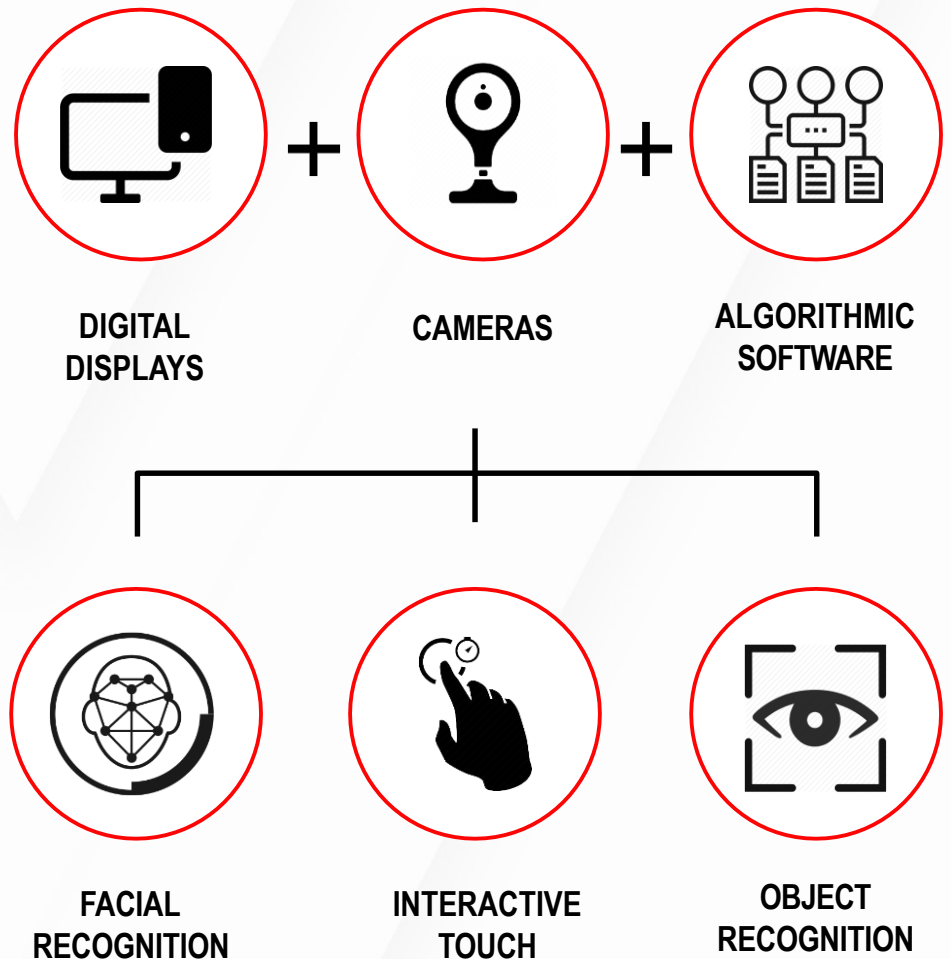 DIGITAL
DISPLAYS
CAMERAS
ALGORITHMIC
SOFTWARE
FACIAL
RECOGNITION
INTERACTIVE
TOUCH
OBJECT
RECOGNITION